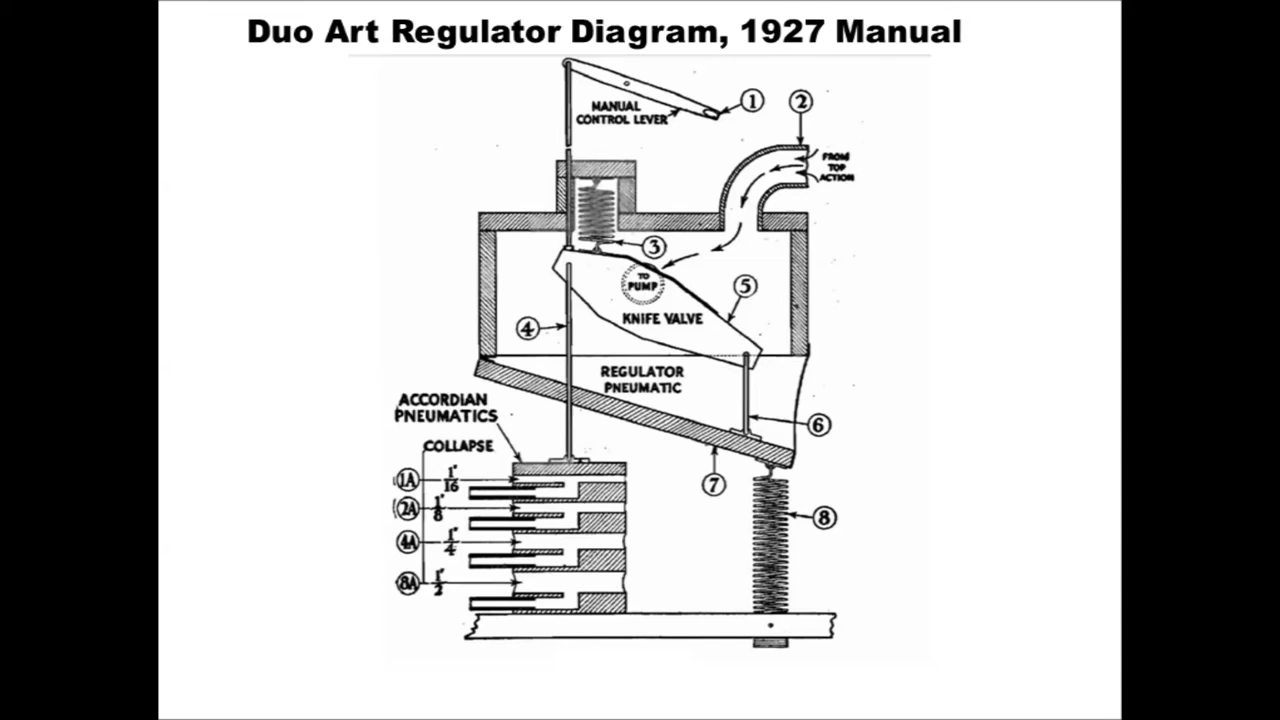 Duo Art Regulator Diagram, 1927 Manual
1
2
MANUAL
CONTROL LEVER
FROM
TOP
ACTION
3
TO
PUMP
5
4
KNIFE VALVE
REGULATOR
PNEUMATIC
ACCORDIAN
PNEUMATICS
6
COLLAPSE
7
1A 1"/16
2A 1"/8
8
4A 1"/4
8A 1"/2